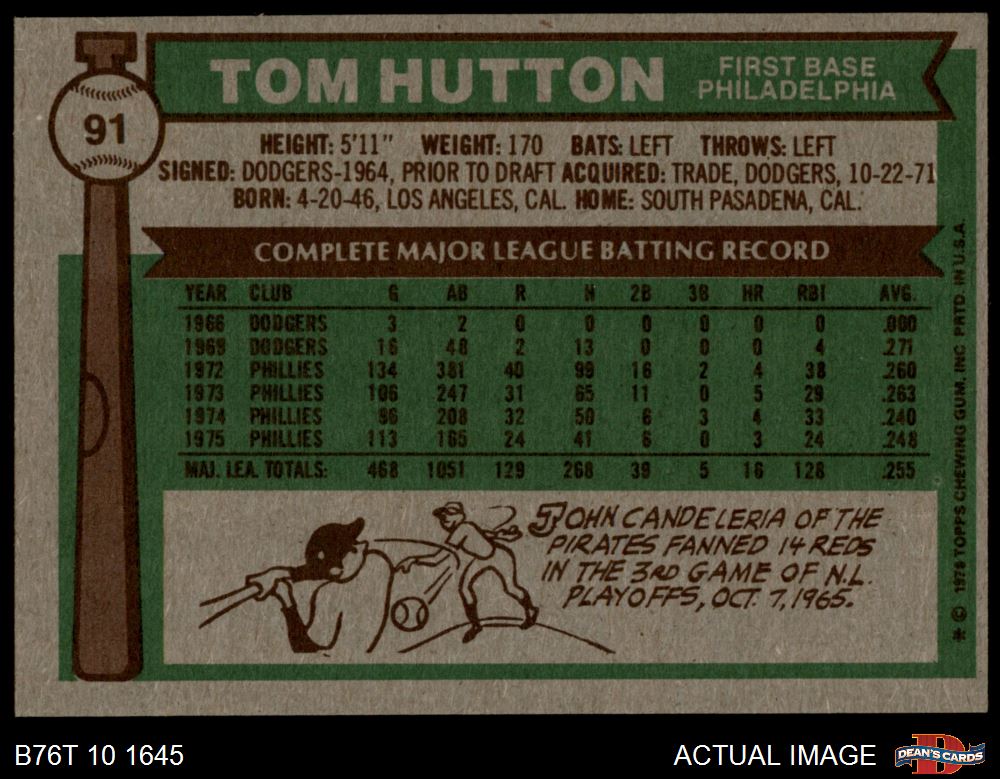 91
TOM HUTTON
FIRST BASE
PHILADELPHIA
HEIGHT: 5'11" WEIGHT: 170 BATS: LEFT THROWS: LEFT
SIGNED: DODGERS-1964, PRIOR TO DRAFT ACQUIRED: TRADE, DODGERS, 10-22-71
BORN: 4-20-46, LOS ANGELES, CAL. HOME: SOUTH PASADENA, CAL.
COMPLETE MAJOR LEAGUE BATTING RECORD
YEAR CLUB G AB R H 2B 3B HR RBI AVG.
1966 DODGERS 3 2 0 0 0 0 0 0 .000
1969 DODGERS 16 48 2 13 0 0 0 4 .271
1972 PHILLIES 134 381 40 99 16 2 4 38 .260
1973 PHILLIES 106 247 31 65 11 0 5 29 .263
1974 PHILLIES 96 208 32 50 6 3 4 33 .240
1975 PHILLIES 113 165 24 41 6 0 3 24 .248
MAJ. LEA. TOTALS: 468 1051 129 268 39 5 16 128 .255
JOHN CANDELERIA OF THE
PIRATES FANNED 14 REDS
IN THE 3RD GAME OF N.L.
PLAYOFFS, OCT. 7, 1965.
* © 1976 TOPPS CHEWING GUM, INC PRTD. IN U.S.A.
B76T 10 1645
ACTUAL IMAGE
DEAN'S CARDS